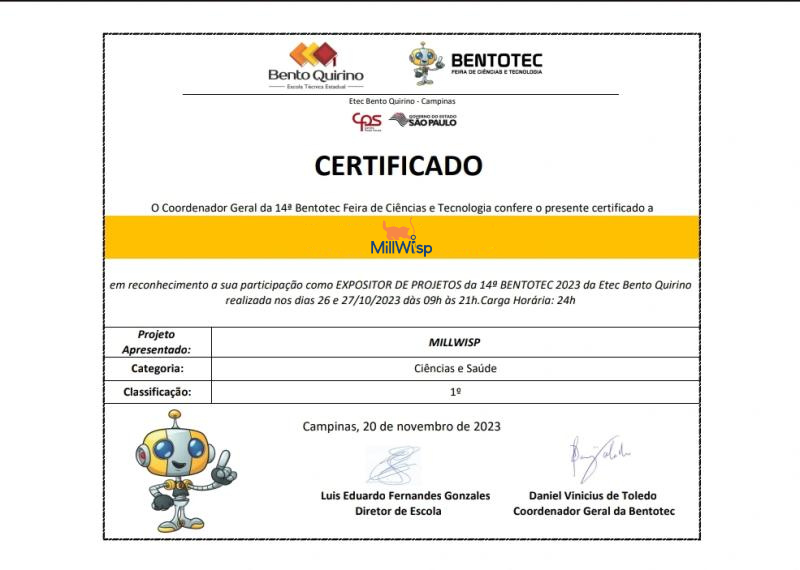 Bento Quirino
Escola Técnica Estadual
BENTOTEC
FEIRA DE CIÊNCIAS E TECNOLOGIA
Etec Bento Quirino - Campinas
cps
GOVERNO DO ESTADO
SÃO PAULO
CERTIFICADO
O Coordenador Geral da 14ª Bentotec Feira de Ciências e Tecnologia confere o presente certificado a
MillWisp
em reconhecimento a sua participação como EXPOSITOR DE PROJETOS da 14ª BENTOTEC 2023 da Etec Bento Quirino
realizada nos dias 26 e 27/10/2023 dàs 09h às 21h.Carga Horária: 24h
Projeto
Apresentado:
MILLWISP
Categoria:
Ciências e Saúde
Classificação:
1º
Campinas, 20 de novembro de 2023
Luis Eduardo Fernandes Gonzales
Diretor de Escola
Daniel Vinicius de Toledo
Coordenador Geral da Bentotec